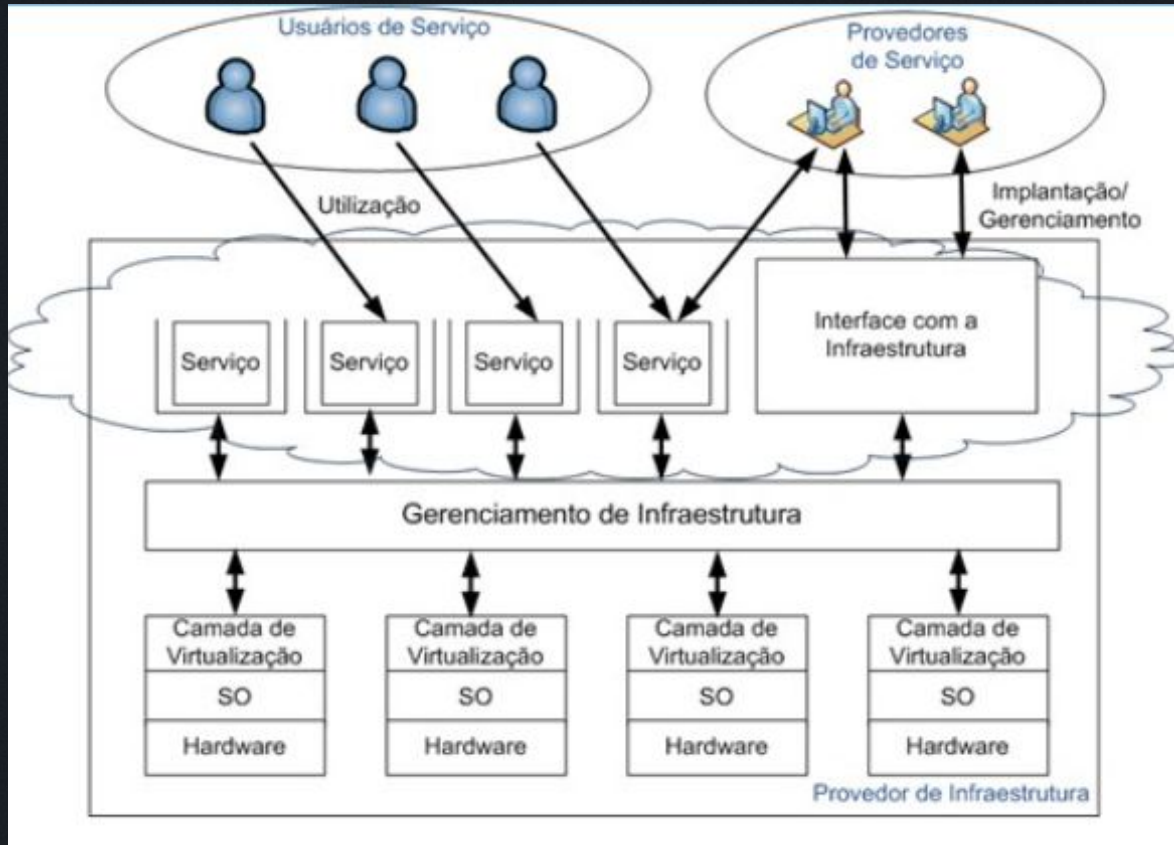 Usuários de Serviço
Provedores
de Serviço
Utilização
Implantação/
Gerenciamento
Serviço
Serviço
Serviço
Serviço
Interface com a
Infraestrutura
Gerenciamento de Infraestrutura
Camada de
Virtualização
SO
Hardware
Camada de
Virtualização
SO
Hardware
Camada de
Virtualização
SO
Hardware
Camada de
Virtualização
SO
Hardware
Provedor de Infraestrutura